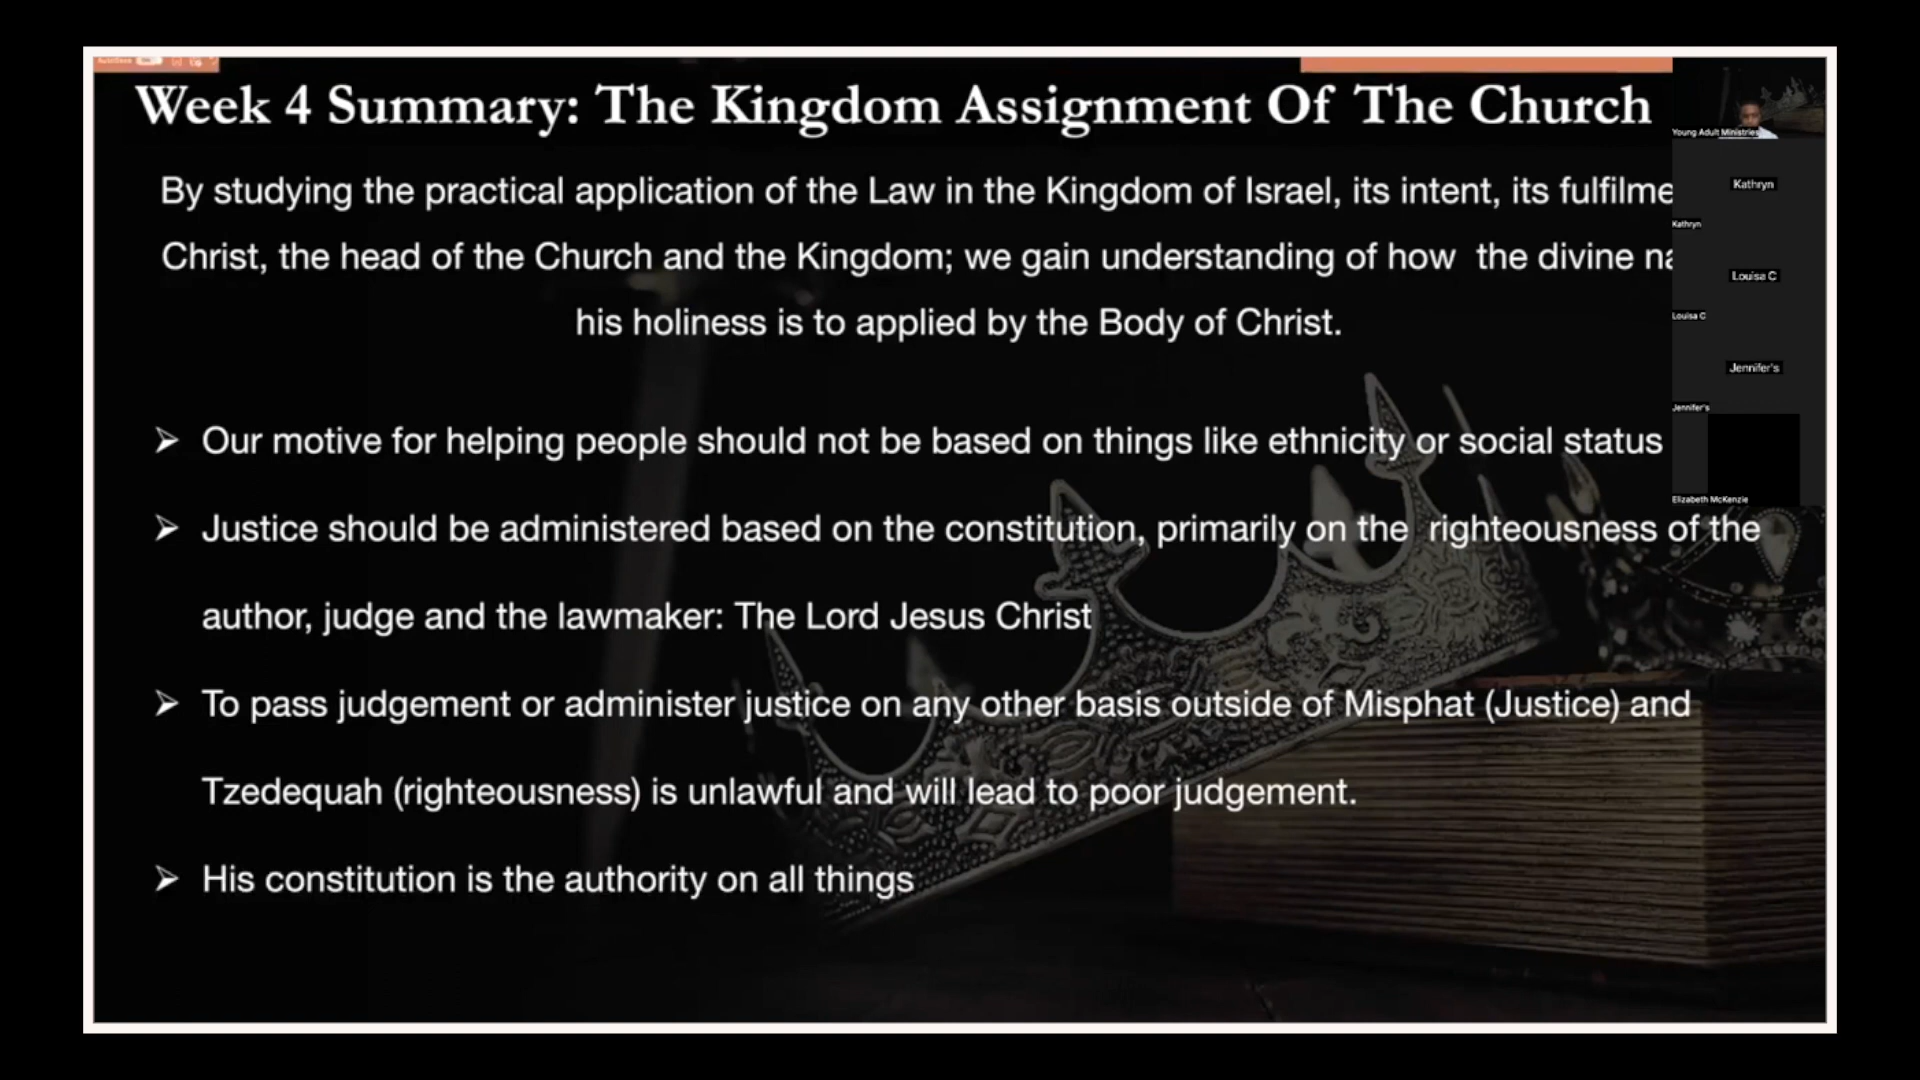 Week 4 Summary: The Kingdom Assignment Of The Church
By studying the practical application of the Law in the Kingdom of Israel, its intent, its fulfilme
Christ, the head of the Church and the Kingdom; we gain understanding of how the divine na
his holiness is to applied by the Body of Christ.
➢ Our motive for helping people should not be based on things like ethnicity or social status
➢ Justice should be administered based on the constitution, primarily on the righteousness of the
author, judge and the lawmaker: The Lord Jesus Christ
➢ To pass judgement or administer justice on any other basis outside of Misphat (Justice) and
Tzedequah (righteousness) is unlawful and will lead to poor judgement.
➢ His constitution is the authority on all things
Young Adult Ministries
Kathryn
Kathryn
Louisa C
Louisa C
Jennifer's
Jennifer's
Elizabeth McKenzie